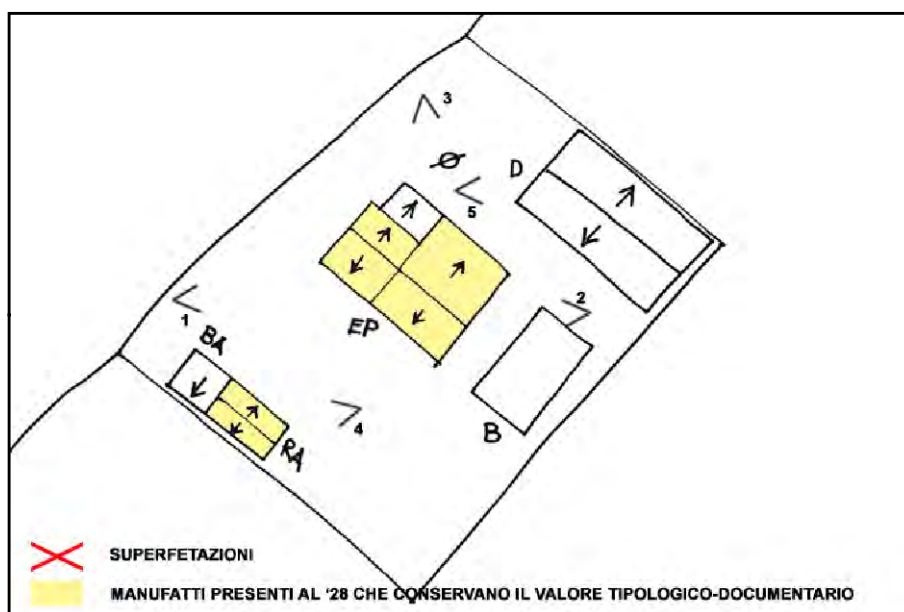 3
Ø
D
5
2
1
BA
EP
4
B
RA
SUPERFETAZIONI
MANUFATTI PRESENTI AL '28 CHE CONSERVANO IL VALORE TIPOLOGICO-DOCUMENTARIO